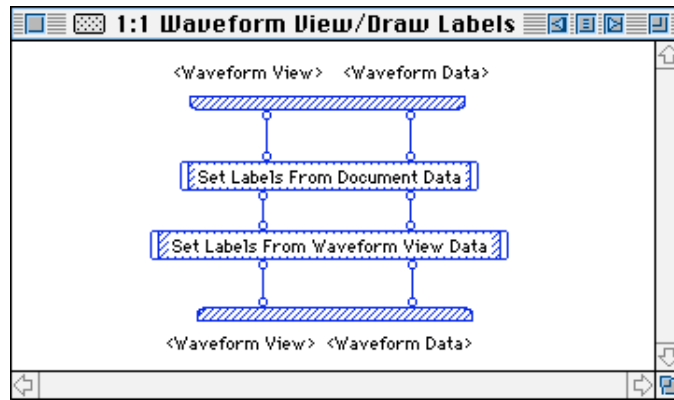 1:1 Waveform View/Draw Labels
<Waveform View> <Waveform Data>
Set Labels From Document Data
Set Labels From Waveform View Data
<Waveform View> <Waveform Data>